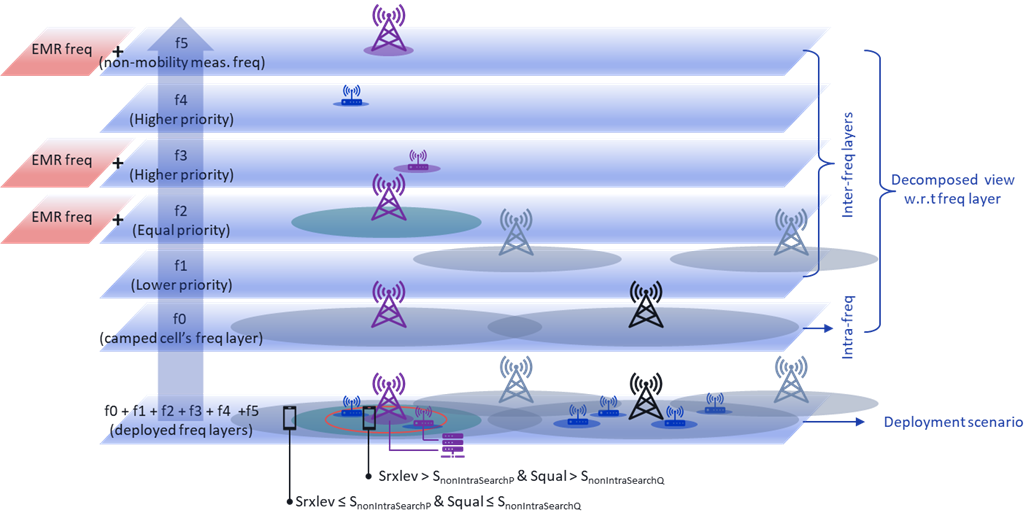 EMR freq
+
f5
(non-mobility meas. freq)
f4
(Higher priority)
EMR freq
+
f3
(Higher priority)
EMR freq
+
f2
(Equal priority)
f1
(Lower priority)
f0
(camped cell's freq layer)
f0 + f1 + f2 + f3 + f4 +f5
(deployed freq layers)
Inter-freq layers
Intra-freq
Decomposed view
w.r.t freq layer
Deployment scenario
Srxlev > SnonIntraSearchP & Squal > SnonIntraSearchQ
Srxlev ≤ SnonIntraSearchP & Squal ≤ SnonIntraSearchQ